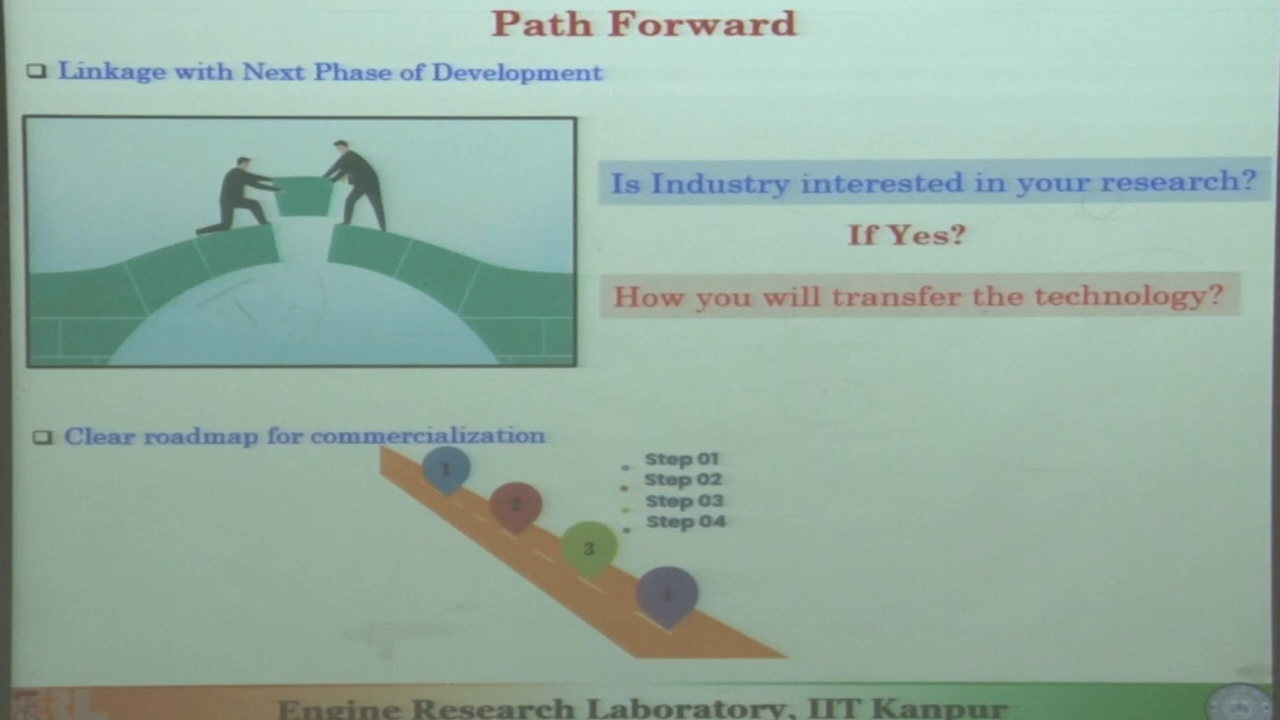 Path Forward
Linkage with Next Phase of Development
Is Industry interested in your research?
If Yes?
How you will transfer the technology?
Clear roadmap for commercialization
1
2
3
4
Step 01
Step 02
Step 03
Step 04
Engine Research Laboratory, IIT Kanpur